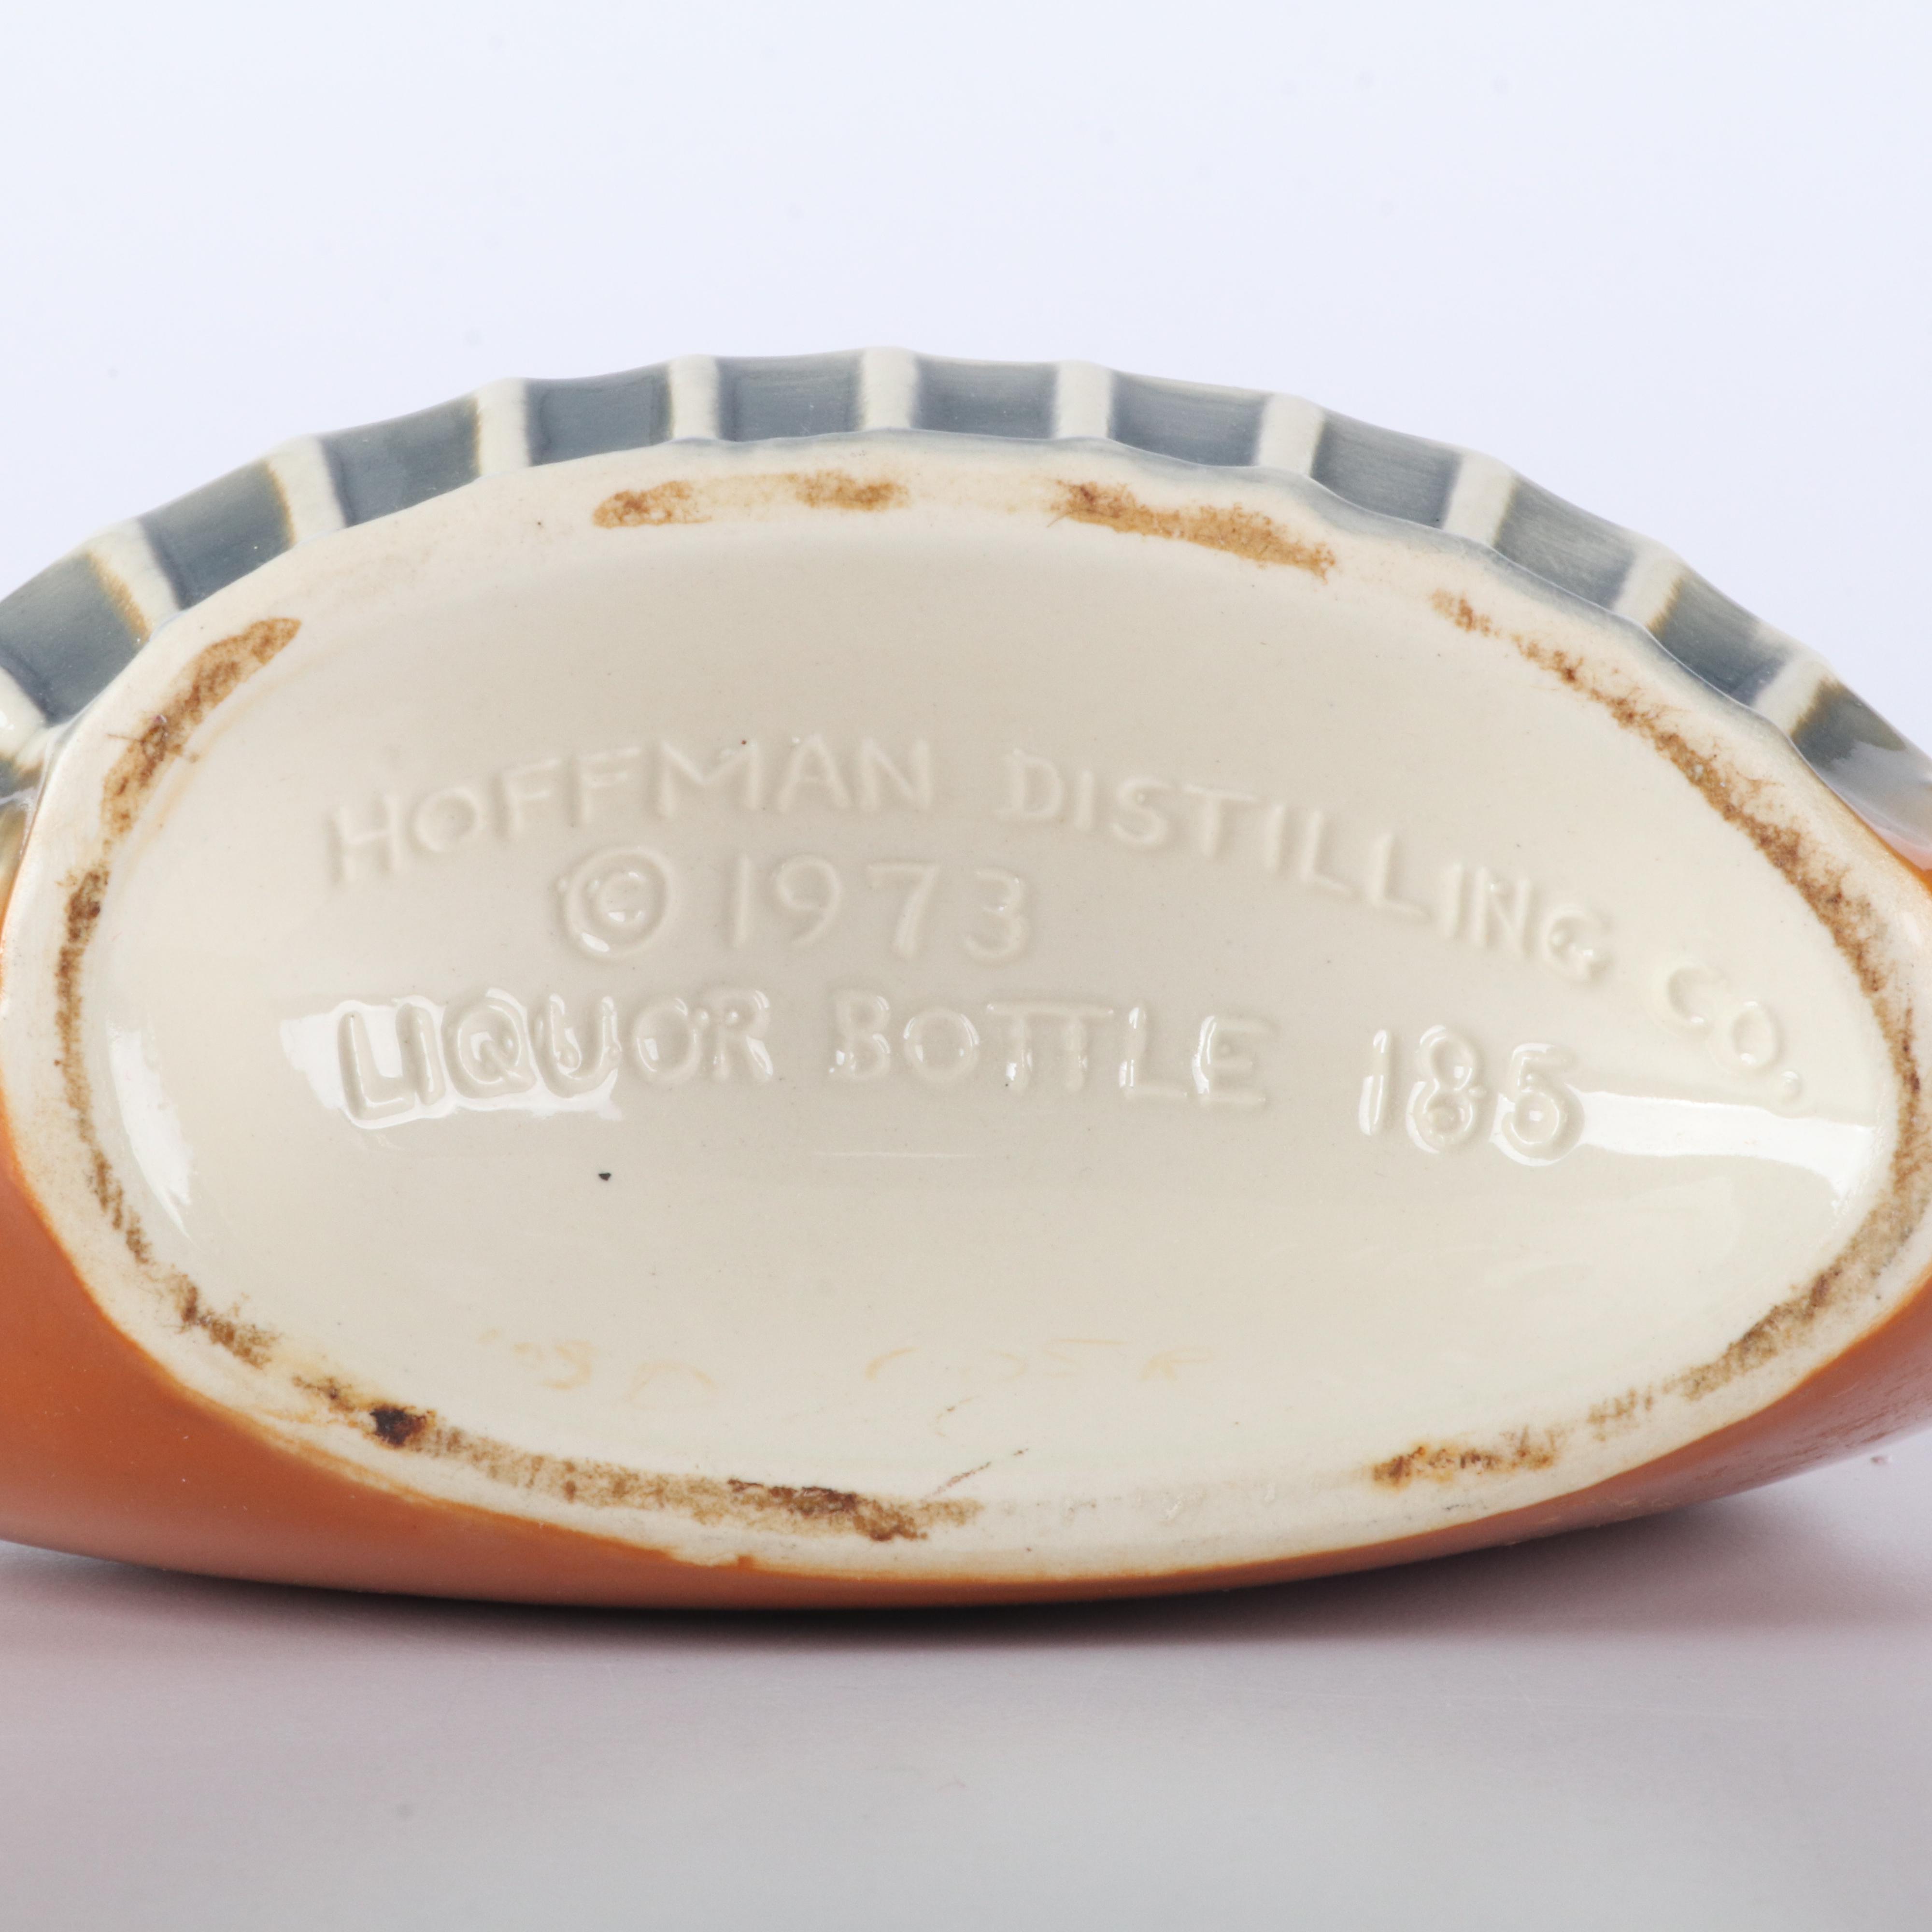 HOFFMAN DISTILLING CO.
© 1973
LIQUOR BOTTLE 185